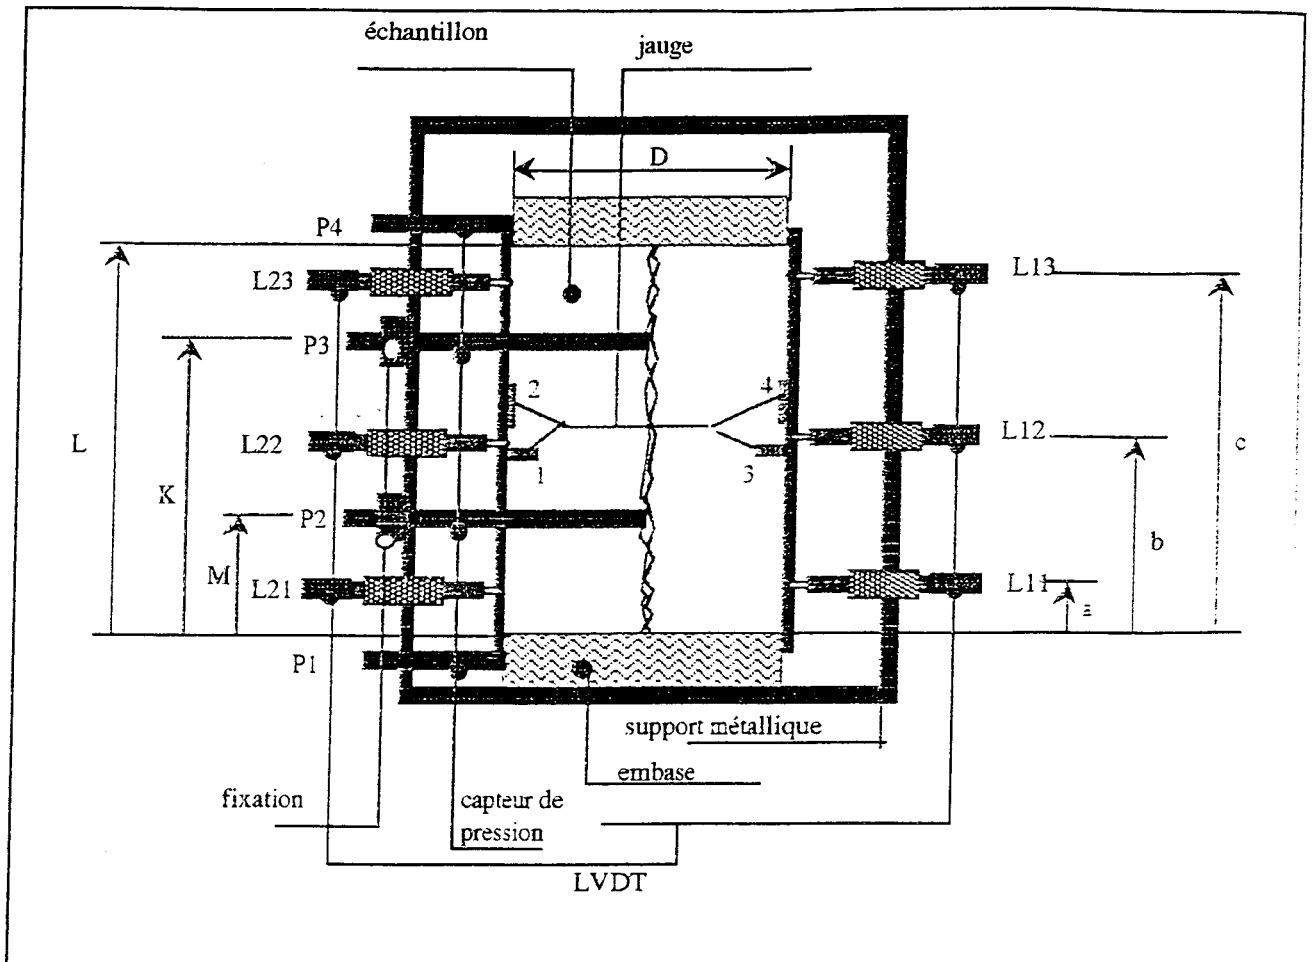 échantillon
jauge
D
P4
L23
L13
P3
2
4
L
L22
L12
c
K
1
3
P2
b
M
L21
L11
P1
support métallique
embase
fixation
capteur de
pression
LVDT